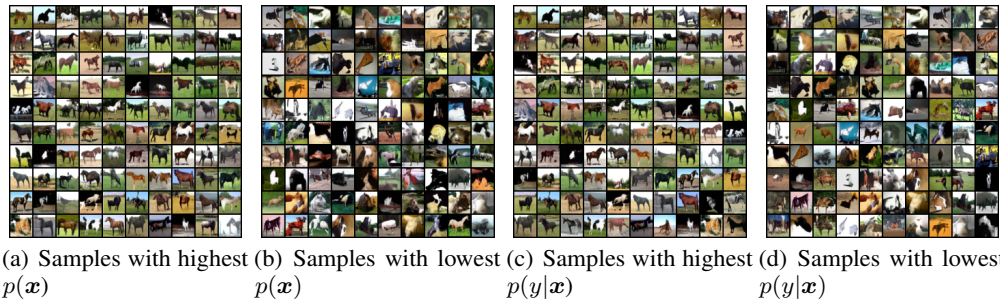 (a) Samples with highest (b) Samples with lowest (c) Samples with highest (d) Samples with lowest
p(x) p(x) p(y|x) p(y|x)